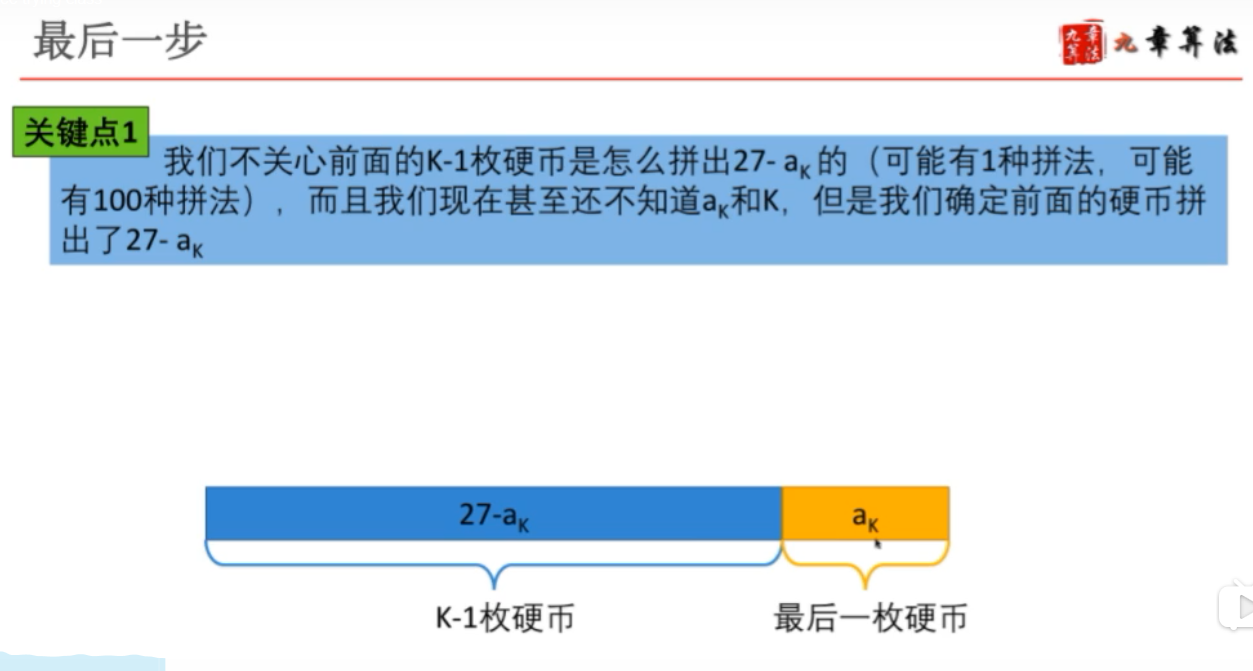 最后一步
九章算法
九章算法
关键点1
我们不关心前面的K-1枚硬币是怎么拼出27- aK的（可能有1种拼法，可能
有100种拼法），而且我们现在甚至还不知道aK和K，但是我们确定前面的硬币拼
出了27- aK
27-aK
aK
K-1枚硬币
最后一枚硬币